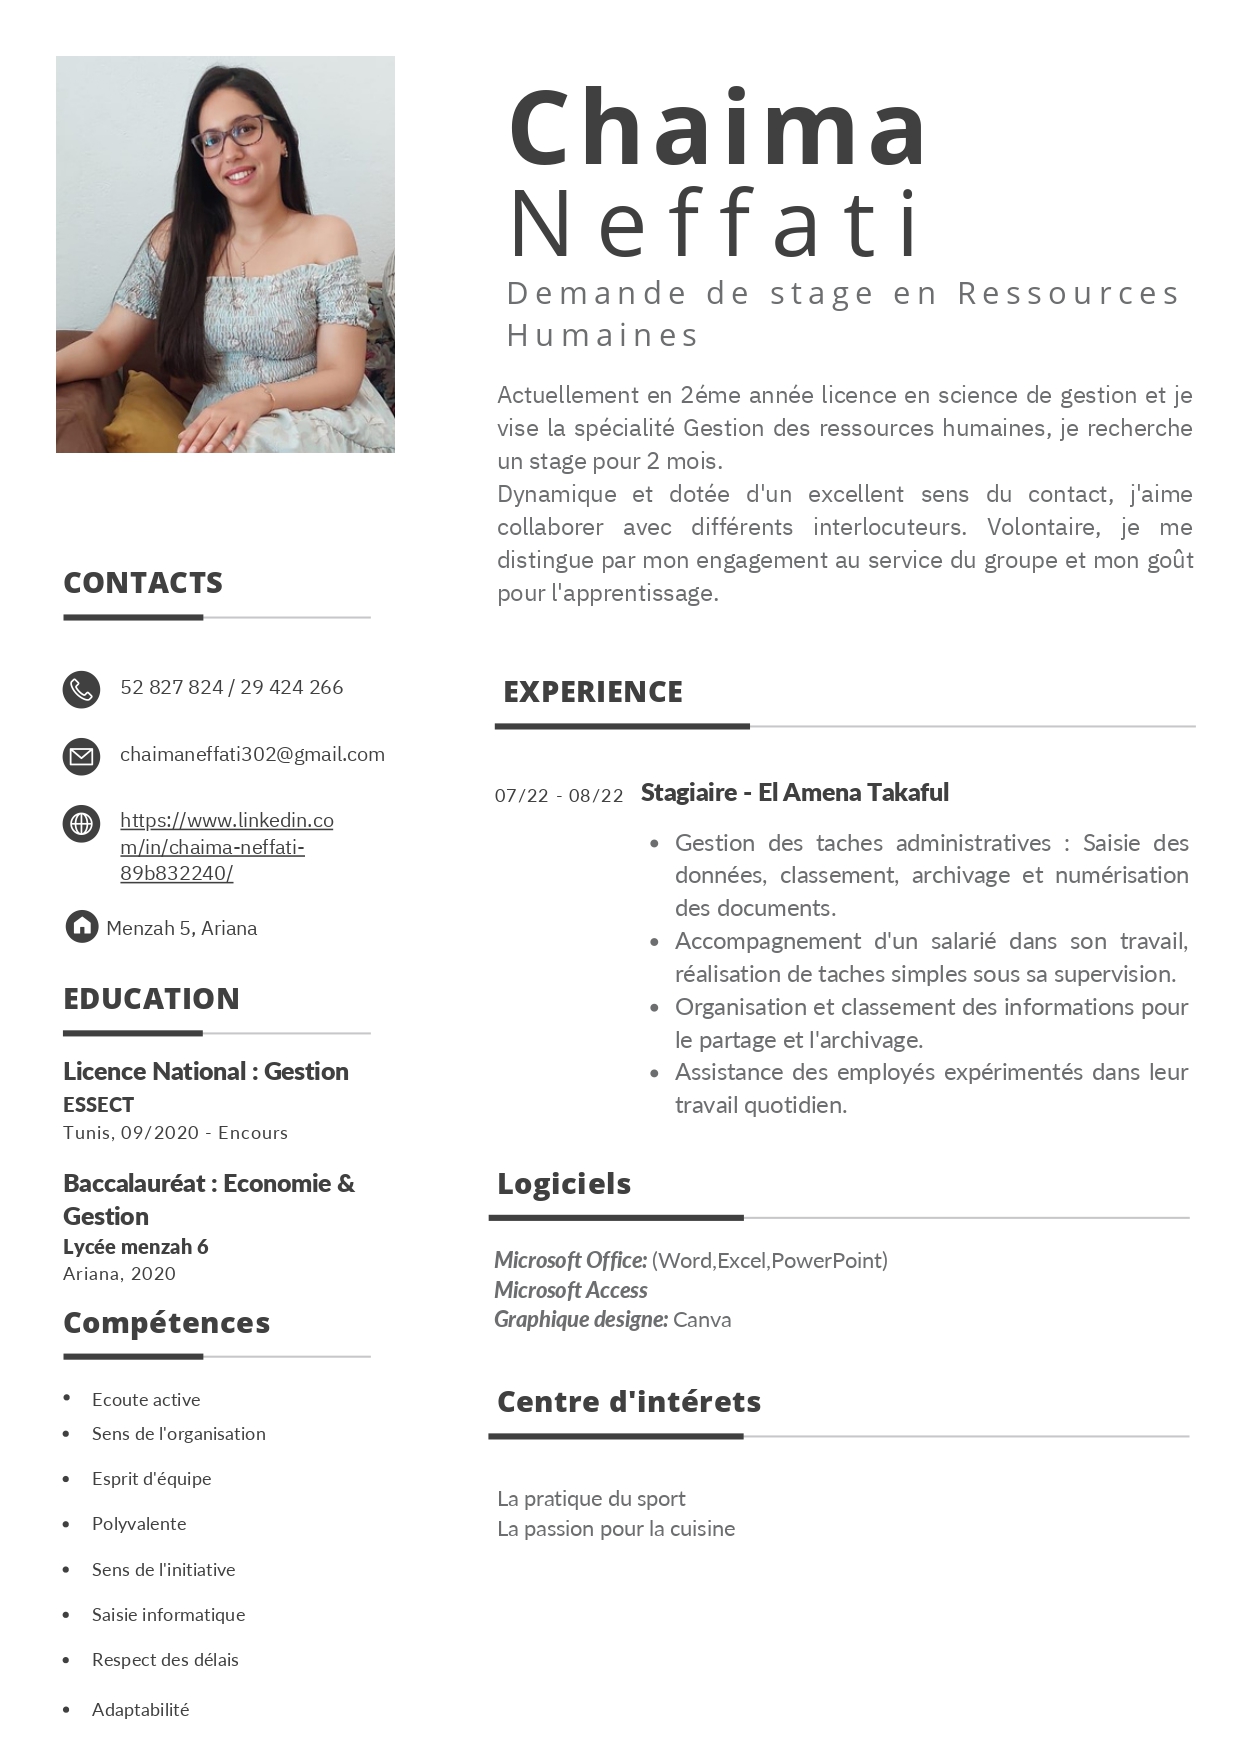 Chaima
Neffati
Demande de stage en Ressources
Humaines
Actuellement en 2éme année licence en science de gestion et je
vise la spécialité Gestion des ressources humaines, je recherche
un stage pour 2 mois.
Dynamique et dotée d'un excellent sens du contact, j'aime
collaborer avec différents interlocuteurs. Volontaire, je me
distingue par mon engagement au service du groupe et mon goût
pour l'apprentissage.
CONTACTS
52 827 824 / 29 424 266
chaimaneffati302@gmail.com
https://www.linkedin.co
m/in/chaima-neffati-
89b832240/
Menzah 5, Ariana
EDUCATION
Licence National : Gestion
ESSECT
Tunis, 09/2020 - Encours
Baccalauréat : Economie &
Gestion
Lycée menzah 6
Ariana, 2020
Compétences
• Ecoute active
• Sens de l'organisation
• Esprit d'équipe
• Polyvalente
• Sens de l'initiative
• Saisie informatique
• Respect des délais
• Adaptabilité
EXPERIENCE
07/22 - 08/22 Stagiaire - El Amena Takaful
• Gestion des taches administratives : Saisie des
données, classement, archivage et numérisation
des documents.
• Accompagnement d'un salarié dans son travail,
réalisation de taches simples sous sa supervision.
• Organisation et classement des informations pour
le partage et l'archivage.
• Assistance des employés expérimentés dans leur
travail quotidien.
Logiciels
Microsoft Office: (Word,Excel,PowerPoint)
Microsoft Access
Graphique designe: Canva
Centre d'intérets
La pratique du sport
La passion pour la cuisine